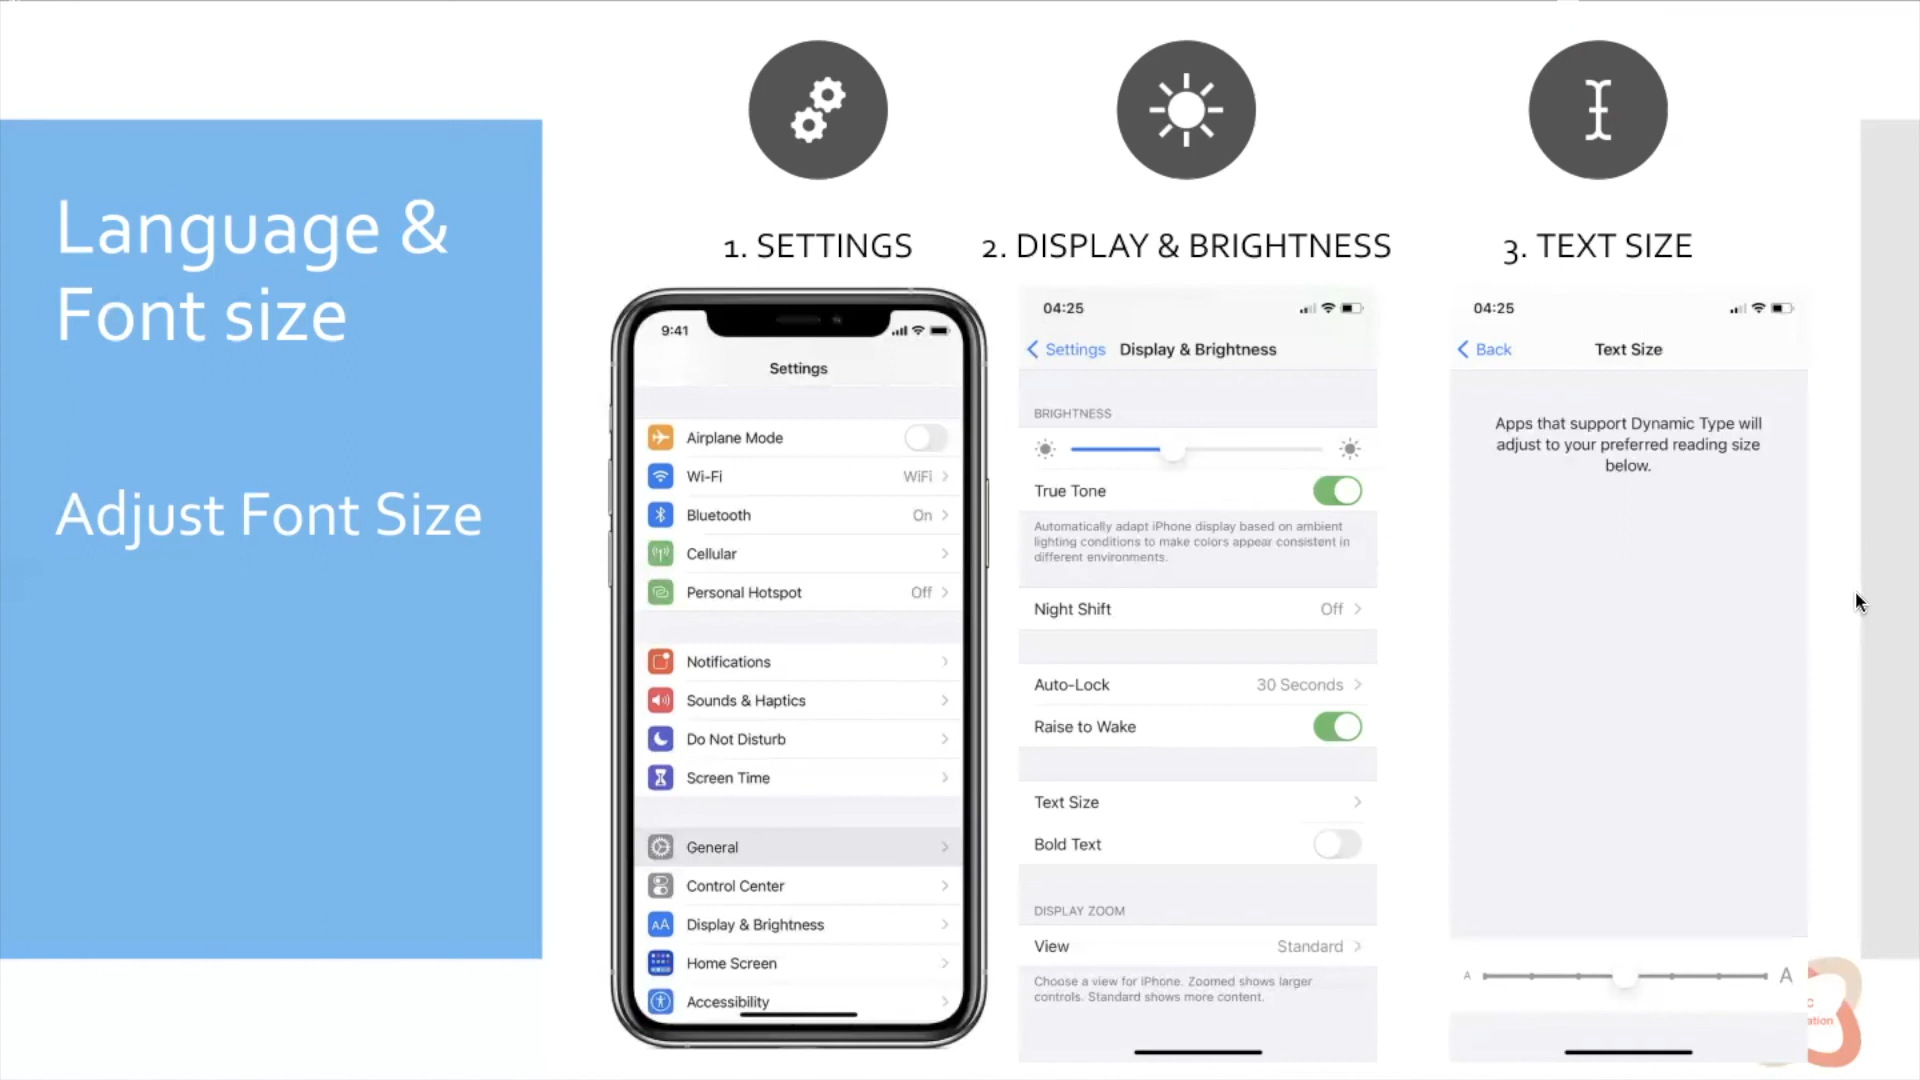 Language &
Font size
Adjust Font Size
1. SETTINGS
9:41
Settings
Airplane Mode
Wi-Fi WiFi
Bluetooth On
Cellular
Personal Hotspot Off
Notifications
Sounds & Haptics
Do Not Disturb
Screen Time
General
Control Center
AA Display & Brightness
Home Screen
Accessibility
2. DISPLAY & BRIGHTNESS
04:25
Settings Display & Brightness
BRIGHTNESS
True Tone
Automatically adapt iPhone display based on ambient
lighting conditions to make colors appear consistent in
different environments.
Night Shift Off
Auto-Lock 30 Seconds
Raise to Wake
Text Size
Bold Text
DISPLAY ZOOM
View Standard
Choose a view for iPhone. Zoomed shows larger
controls. Standard shows more content.
3. TEXT SIZE
04:25
Back Text Size
Apps that support Dynamic Type will
adjust to your preferred reading size
below.
A A